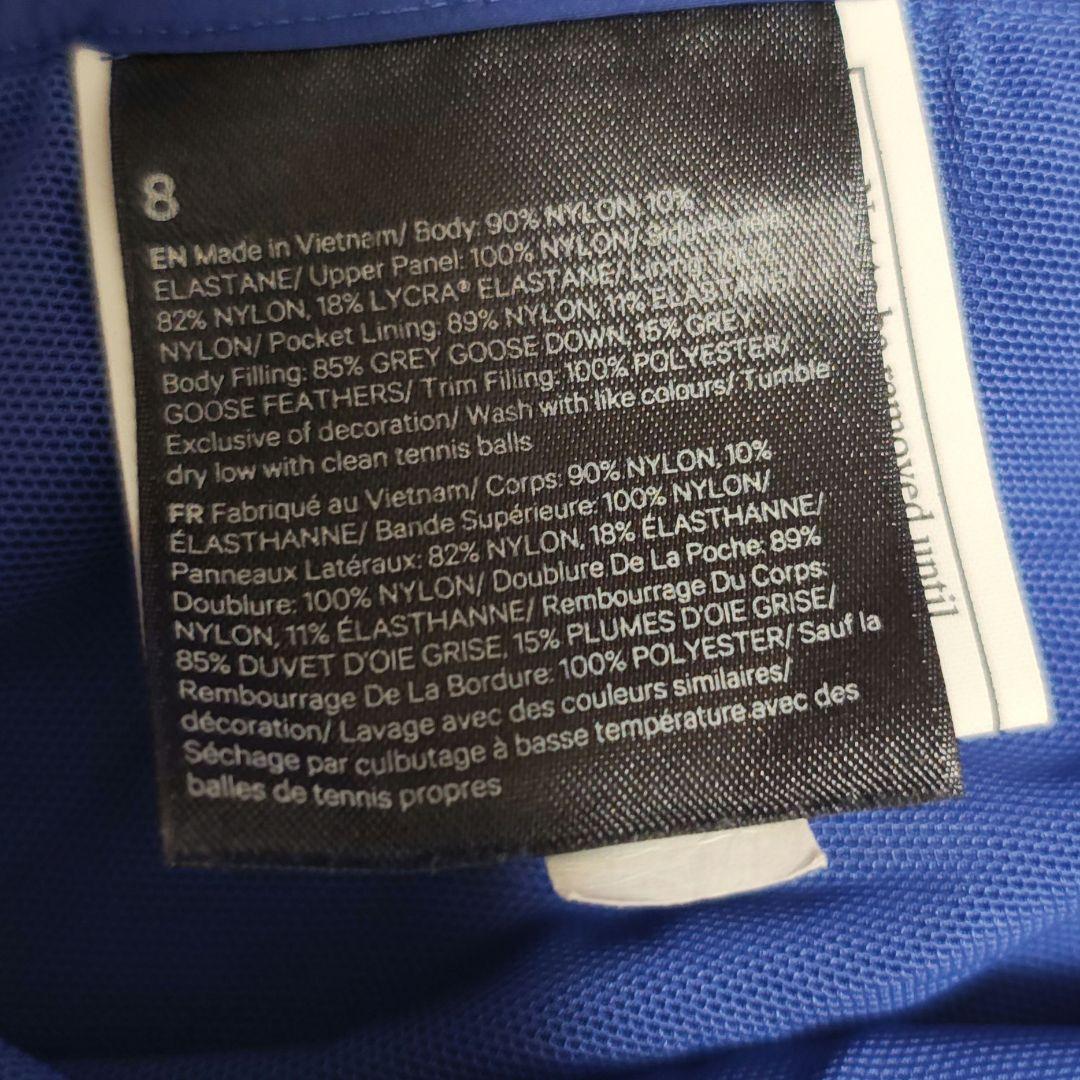 8
EN Made in Vietnam/ Body: 90% NYLON, 10%
ELASTANE/ Upper Panel: 100% NYLON/
82% NYLON, 18% LYCRA® ELASTANE/ Lining: 100%
NYLON/ Pocket Lining: 89% NYLON, 11% ELASTANE/
Body Filling: 85% GREY GOOSE DOWN, 15% GREY
GOOSE FEATHERS/ Trim Filling: 100% POLYESTER/
Exclusive of decoration/ Wash with like colours/ Tumble
dry low with clean tennis balls
FR Fabriqué au Vietnam/ Corps: 90% NYLON, 10%
ÉLASTHANNE/ Bande Supérieure: 100% NYLON/
Panneaux Latéraux: 82% NYLON, 18% ÉLASTHANNE/
Doublure: 100% NYLON/ Doublure De La Poche: 89%
NYLON, 11% ÉLASTHANNE/ Rembourrage Du Corps:
85% DUVET D'OIE GRISE, 15% PLUMES D'OIE GRISE/
Rembourrage De La Bordure: 100% POLYESTER/ Sauf la
décoration/ Lavage avec des couleurs similaires/
Séchage par culbutage à basse température avec des
balles de tennis propres
Not to be removed until